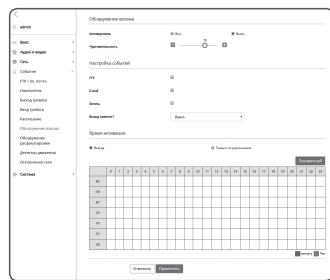 admin
Basic
Аудио и видео
Сеть
События
FTP / Эл. почта
Накопитель
Выход тревоги
Вход тревоги
Расписание
Обнаружение взлома
Обнаружение
расфокусировки
Детектор движения
Отключение сети
Система
Обнаружение взлома
Активировать
Вкл.
Выкл.
Чувствительность
Настройка событий
FTP
E-mail
Запись
Выход тревоги1
Выкл.
Время активации
Всегда
Только по расписанию
0 1 2 3 4 5 6 7 8 9 10 11 12 13 14 15 16 17 18 19 20 21 22 23
ВС
ПН
ВТ
СР
ЧТ
ПТ
СБ
минуту
Час
Отменить
Применить